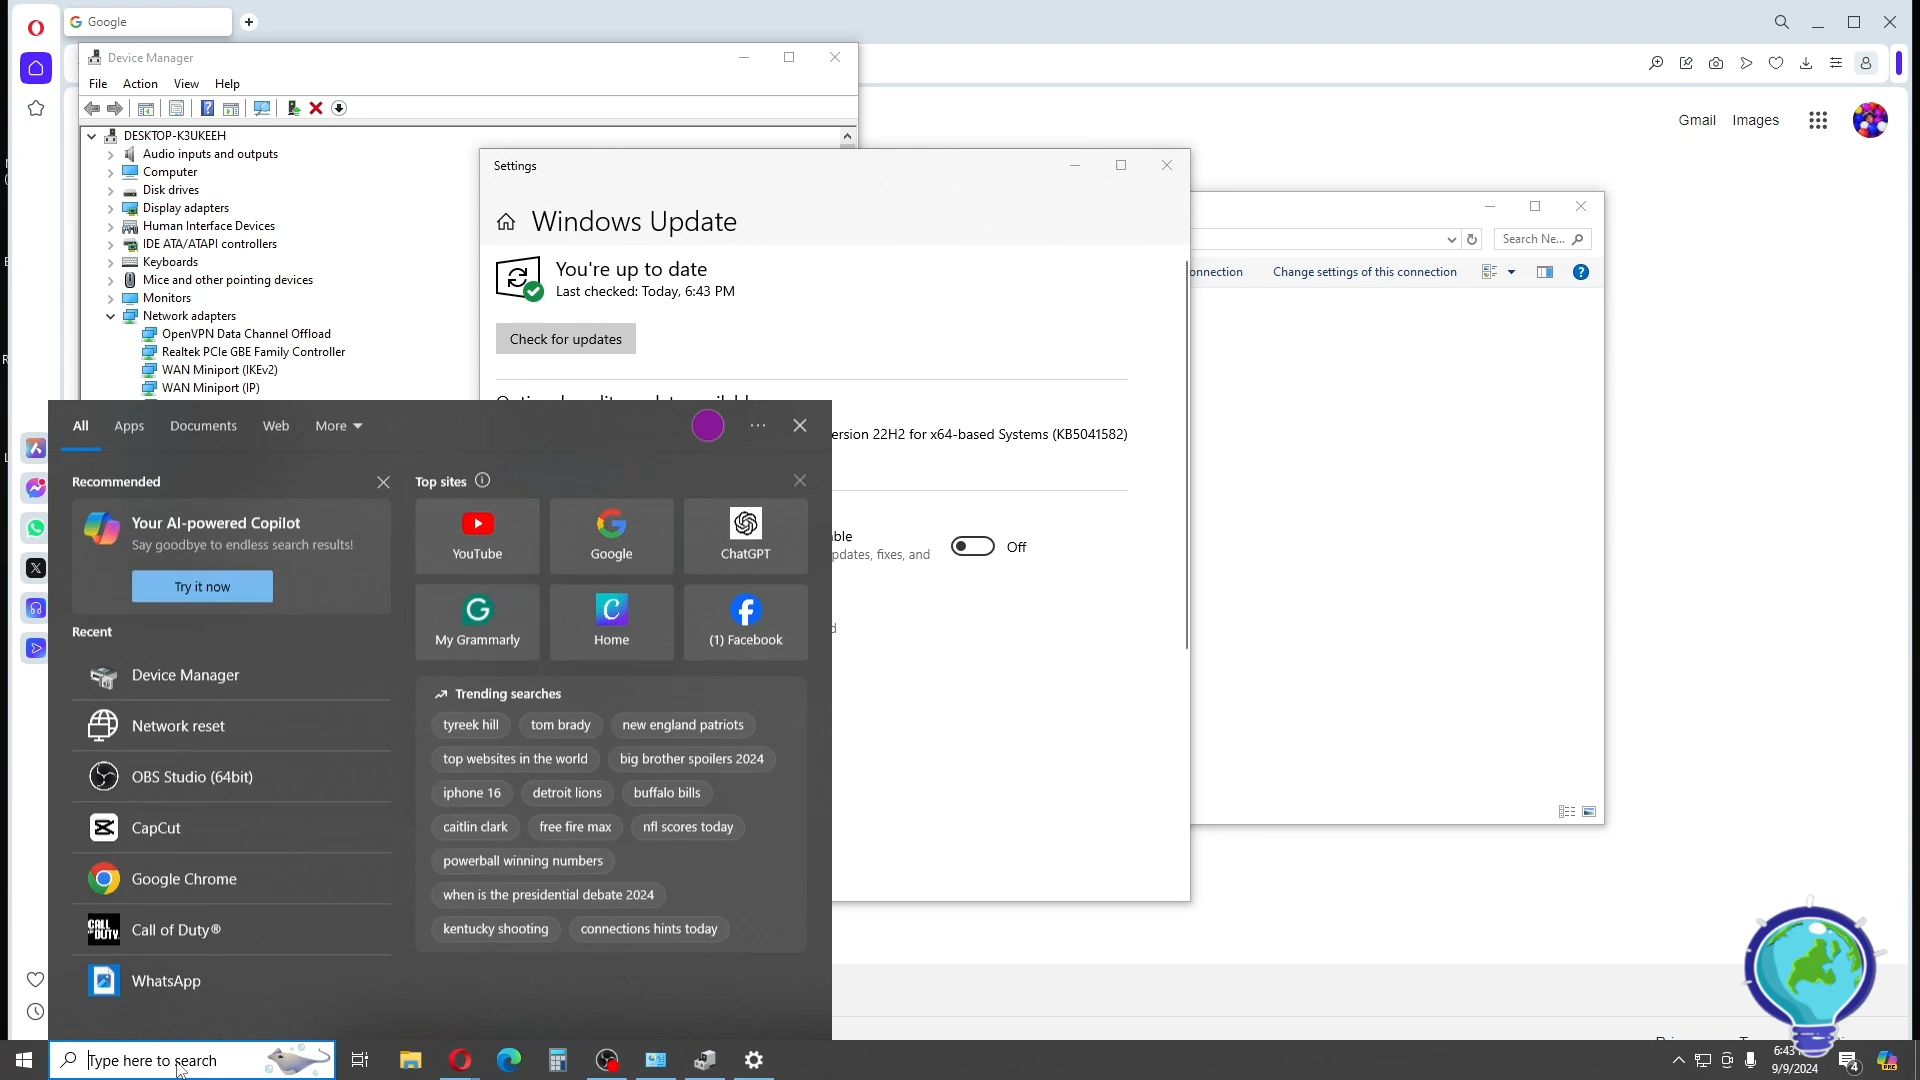 Google
Device Manager
File Action View Help
DESKTOP-K3UKEEH
Audio inputs and outputs
Computer
Disk drives
Display adapters
Human Interface Devices
IDE ATA/ATAPI controllers
Keyboards
Mice and other pointing devices
Monitors
Network adapters
OpenVPN Data Channel Offload
Realtek PCIe GBE Family Controller
WAN Miniport (IKEv2)
WAN Miniport (IP)
Gmail Images
Settings
Windows Update
You're up to date
Last checked: Today, 6:43 PM
Check for updates
ersion 22H2 for x64-based Systems (KB5041582)
able
pdates, fixes, and
Off
d
Search Ne...
onnection Change settings of this connection
All Apps Documents Web More
Recommended
Your AI-powered Copilot
Say goodbye to endless search results!
Try it now
Recent
Device Manager
Network reset
OBS Studio (64bit)
CapCut
Google Chrome
CALL OF DUTY.
Call of Duty®
WhatsApp
Top sites
YouTube
Google
ChatGPT
My Grammarly
Home
(1) Facebook
Trending searches
tyreek hill tom brady new england patriots
top websites in the world big brother spoilers 2024
iphone 16 detroit lions buffalo bills
caitlin clark free fire max nfl scores today
powerball winning numbers
when is the presidential debate 2024
kentucky shooting connections hints today
Type here to search
6:43
9/9/2024
4
PRE